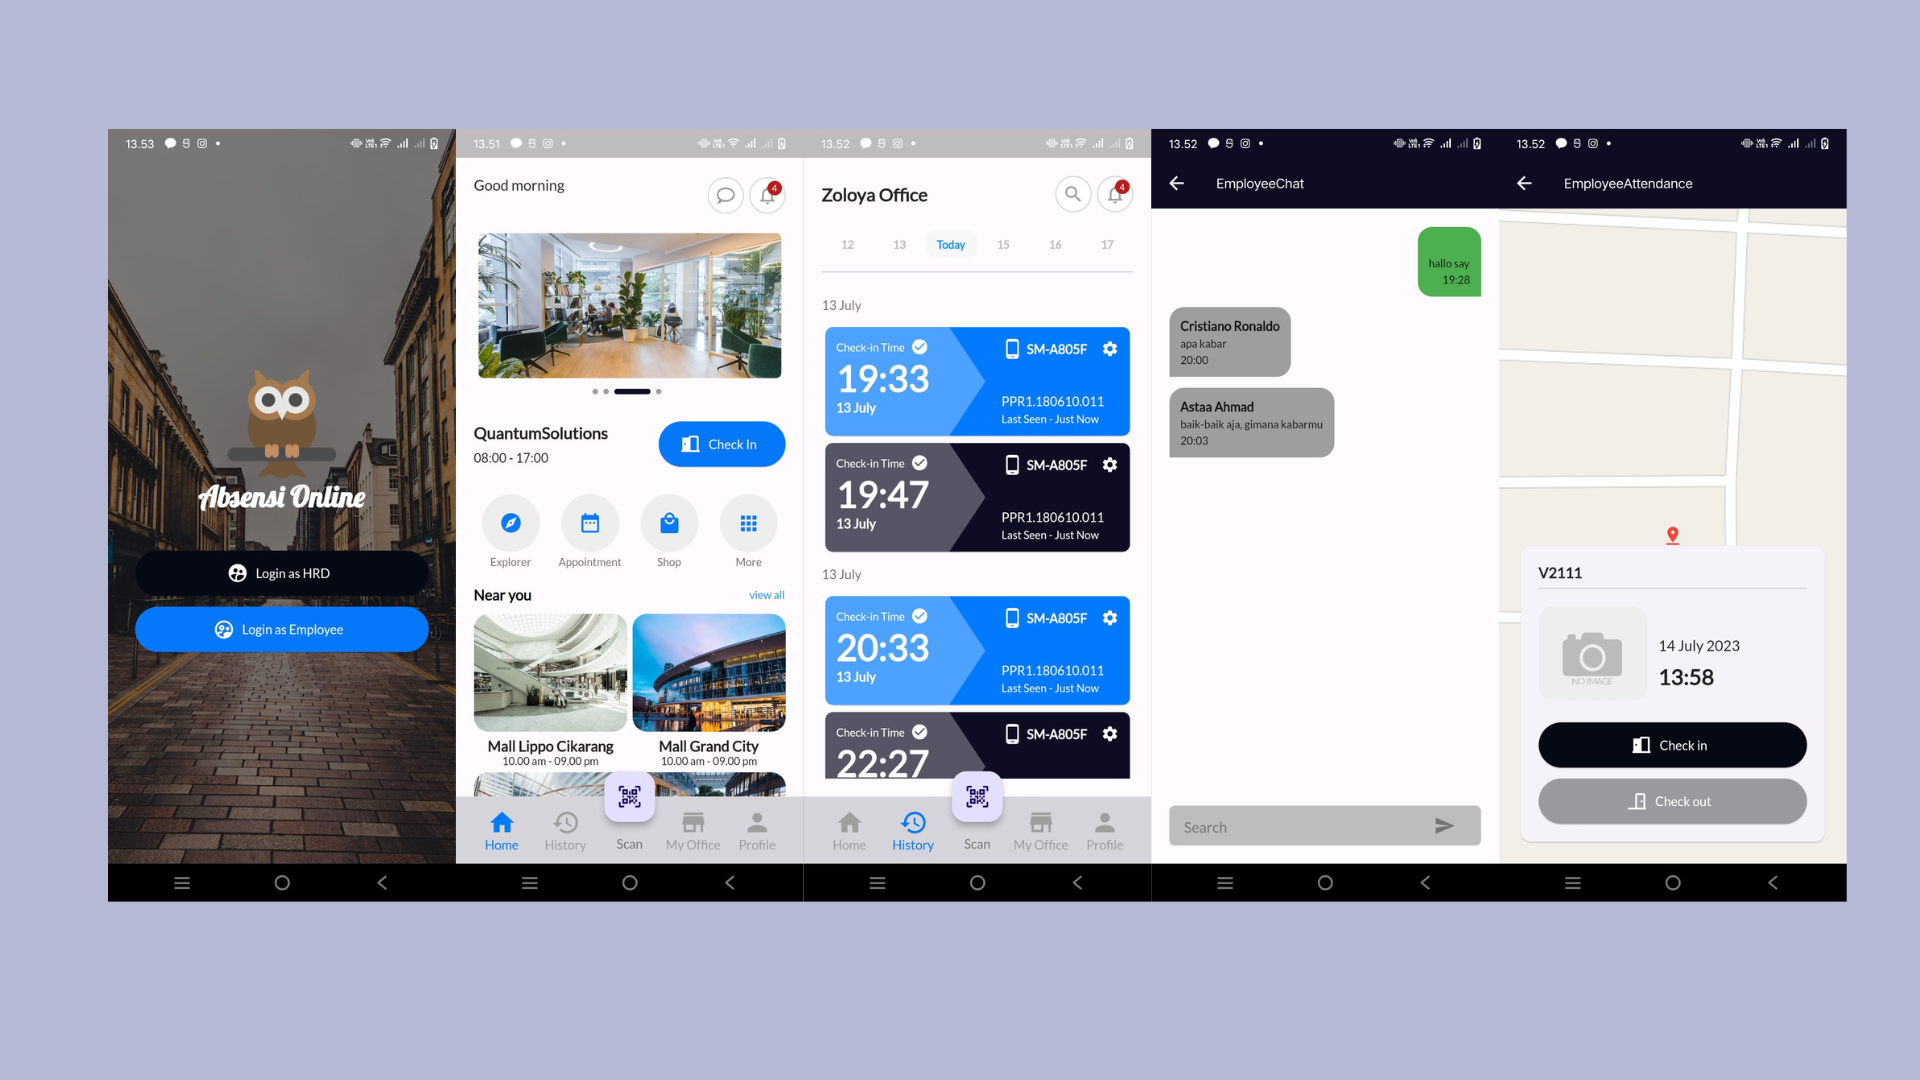 13.53
Absensi Online
Login as HRD
Login as Employee
13.51
Good morning
4
QuantumSolutions
08:00 - 17:00
Check In
Explorer
Appointment
Shop
More
Near you
view all
Mall Lippo Cikarang
10.00 am - 09.00 pm
Mall Grand City
10.00 am - 09.00 pm
Home
History
Scan
My Office
Profile
13.52
Zoloya Office
4
12
13
Today
15
16
17
13 July
Check-in Time
19:33
13 July
SM-A805F
PPR1.180610.011
Last Seen - Just Now
Check-in Time
19:47
13 July
SM-A805F
PPR1.180610.011
Last Seen - Just Now
13 July
Check-in Time
20:33
13 July
SM-A805F
PPR1.180610.011
Last Seen - Just Now
Check-in Time
22:27
SM-A805F
Home
History
Scan
My Office
Profile
13.52
EmployeeChat
hallo say
19:28
Cristiano Ronaldo
apa kabar
20:00
Astaa Ahmad
baik-baik aja, gimana kabarmu
20:03
Search
13.52
EmployeeAttendance
V2111
NO IMAGE
14 July 2023
13:58
Check in
Check out